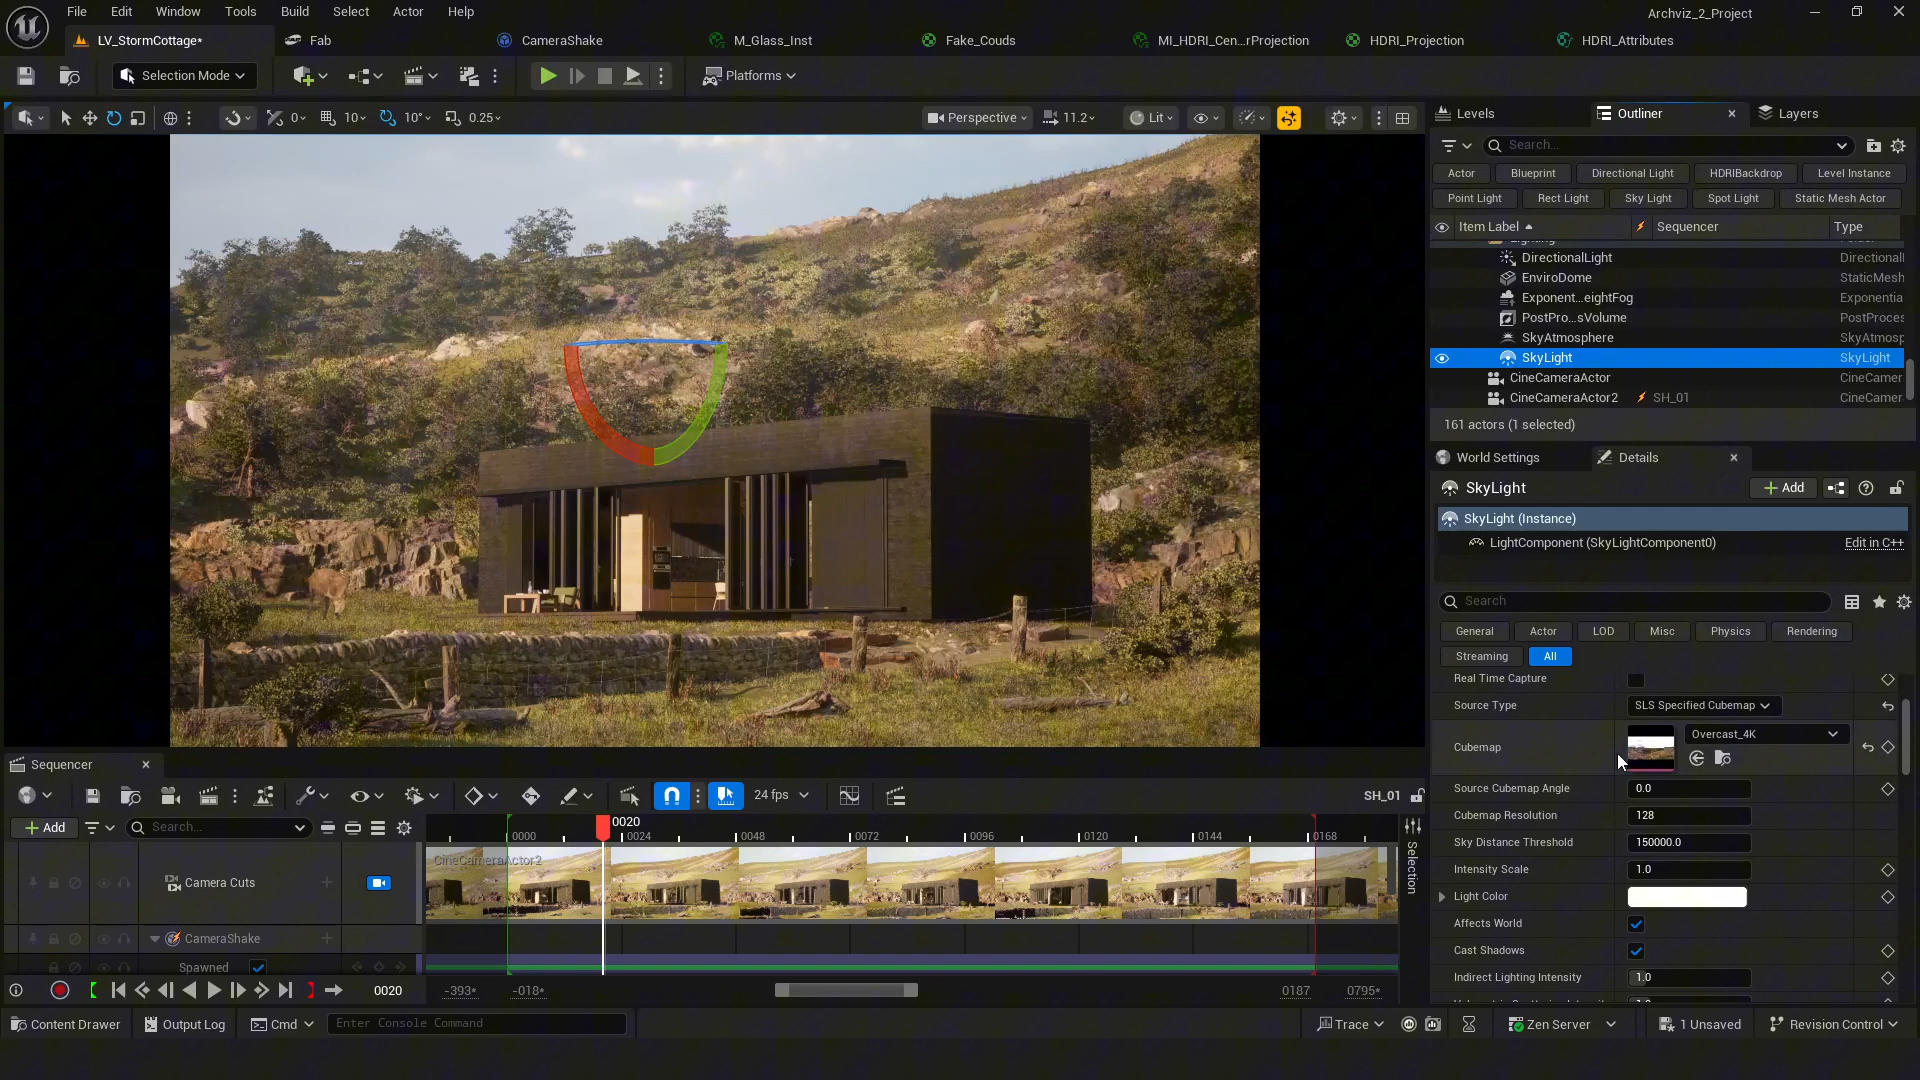 File Edit Window Tools Build Select Actor Help
Archviz_2_Project
LV_StormCottage*
Fab
CameraShake
M_Glass_Inst
Fake_Couds
MI_HDRI_Cen...rProjection
HDRI_Projection
HDRI_Attributes
Selection Mode
Platforms
0
10
10°
0.25
Perspective
11.2
Lit
Levels
Outliner
Layers
Search...
Actor
Blueprint
Directional Light
HDRIBackdrop
Level Instance
Point Light
Rect Light
Sky Light
Spot Light
Static Mesh Actor
Item Label
Sequencer
Type
DirectionalLight Directional
EnviroDome StaticMesh
Exponent...eightFog Exponentia
PostPro...sVolume PostProces
SkyAtmosphere SkyAtmosp
SkyLight SkyLight
CineCameraActor CineCamer
CineCameraActor2 SH_01 CineCamer
161 actors (1 selected)
World Settings
Details
SkyLight
Add
SkyLight (Instance)
LightComponent (SkyLightComponent0)
Edit in C++
Search
General
Actor
LOD
Misc
Physics
Rendering
Streaming
All
Real Time Capture
Source Type SLS Specified Cubemap
Cubemap Overcast_4K
Source Cubemap Angle 0.0
Cubemap Resolution 128
Sky Distance Threshold 150000.0
Intensity Scale 1.0
Light Color
Affects World
Cast Shadows
Indirect Lighting Intensity 1.0
Sequencer
24 fps
SH_01
Add
Search...
0020
0000 0024 0048 0072 0096 0120 0144 0168
CineCameraActor2
Camera Cuts
Selection
CameraShake
Spawned
0020
-393* -018* 0187 0795*
Content Drawer
Output Log
Cmd
Enter Console Command
Trace
Zen Server
1 Unsaved
Revision Control